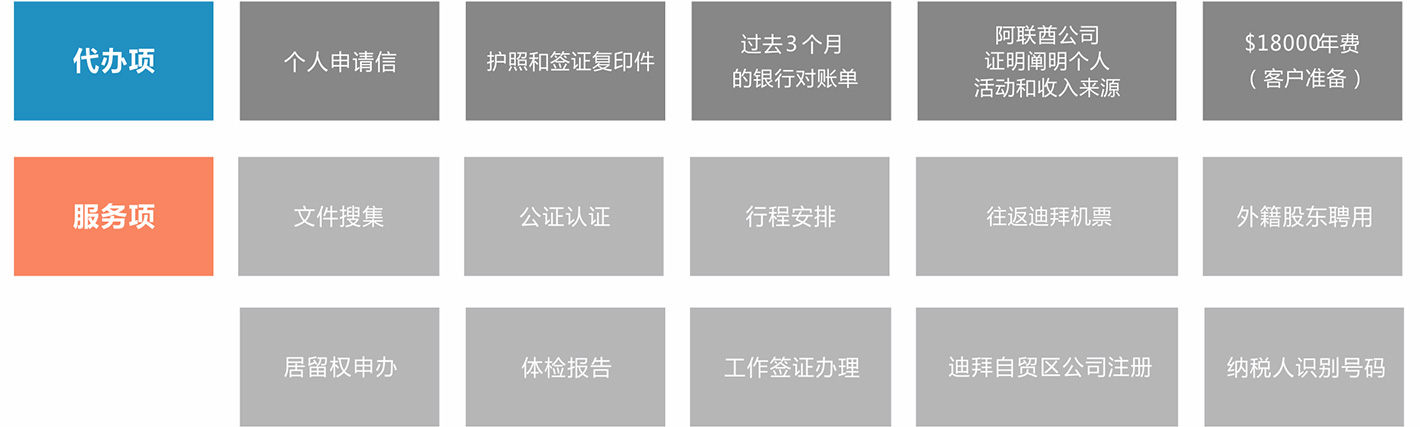 代办项
个人申请信
护照和签证复印件
过去3个月
的银行对账单
阿联酋公司
证明阐明个人
活动和收入来源
$18000年费
（客户准备）
服务项
文件搜集
公证认证
行程安排
往返迪拜机票
外籍股东聘用
居留权申办
体检报告
工作签证办理
迪拜自贸区公司注册
纳税人识别号码